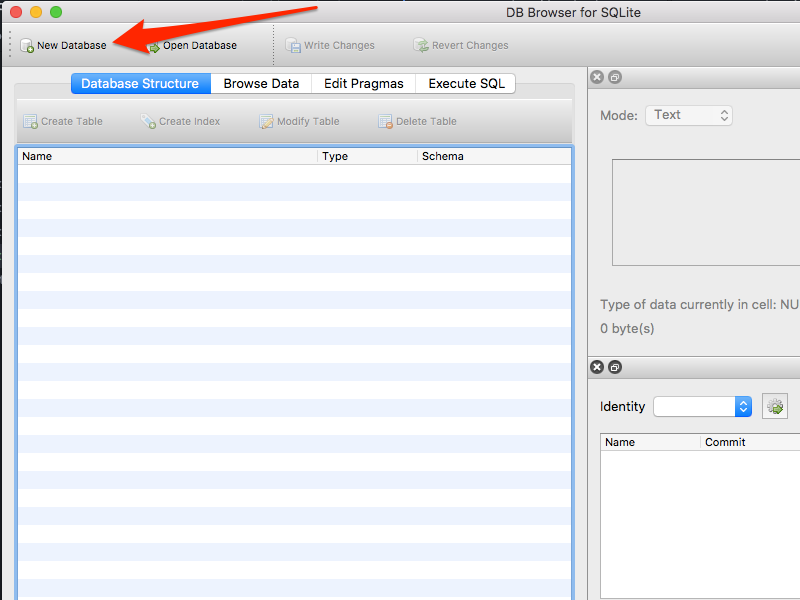 DB Browser for SQLite
New Database Open Database Write Changes Revert Changes
Database Structure Browse Data Edit Pragmas Execute SQL
Create Table Create Index Modify Table Delete Table
Name Type Schema
Mode: Text
Type of data currently in cell: NU
0 byte(s)
Identity
Name Commit